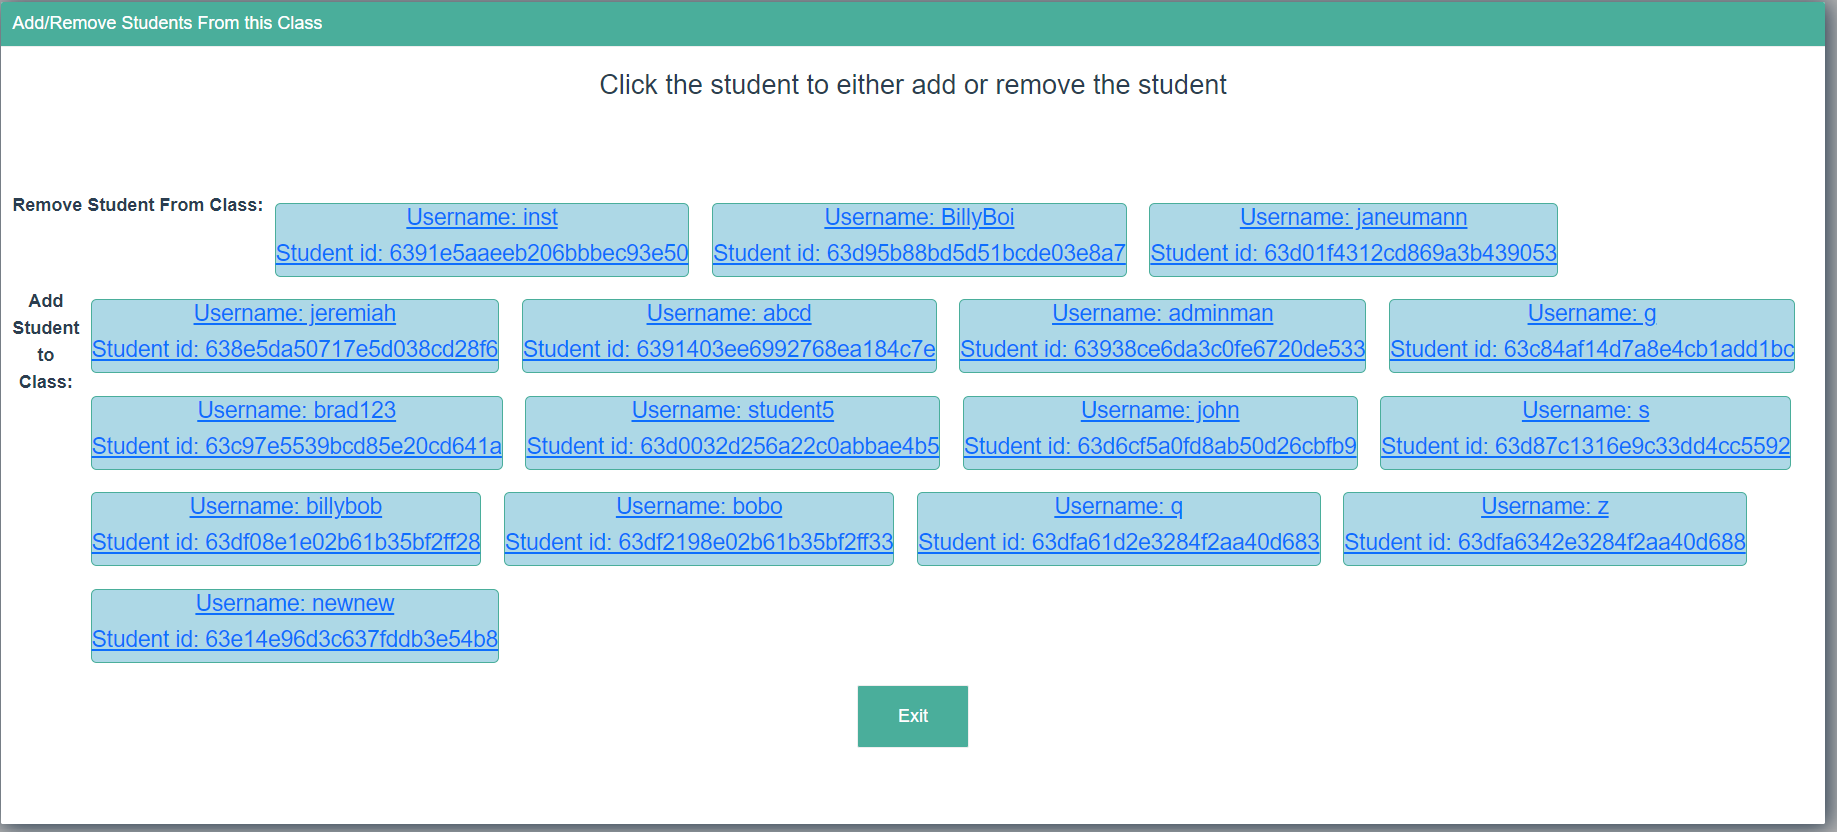 Add/Remove Students From this Class
Click the student to either add or remove the student
Remove Student From Class:
Username: inst
Student id: 6391e5aaeeb206bbbec93e50
Username: BillyBoi
Student id: 63d95b88bd5d51bcde03e8a7
Username: janeumann
Student id: 63d01f4312cd869a3b439053
Add
Student
to
Class:
Username: jeremiah
Student id: 638e5da50717e5d038cd28f6
Username: abcd
Student id: 6391403ee6992768ea184c7e
Username: adminman
Student id: 63938ce6da3c0fe6720de533
Username: g
Student id: 63c84af14d7a8e4cb1add1bc
Username: brad123
Student id: 63c97e5539bcd85e20cd641a
Username: student5
Student id: 63d0032d256a22c0abbae4b5
Username: john
Student id: 63d6cf5a0fd8ab50d26cbfb9
Username: s
Student id: 63d87c1316e9c33dd4cc5592
Username: billybob
Student id: 63df08e1e02b61b35bf2ff28
Username: bobo
Student id: 63df2198e02b61b35bf2ff33
Username: q
Student id: 63dfa61d2e3284f2aa40d683
Username: z
Student id: 63dfa6342e3284f2aa40d688
Username: newnew
Student id: 63e14e96d3c637fddb3e54b8
Exit